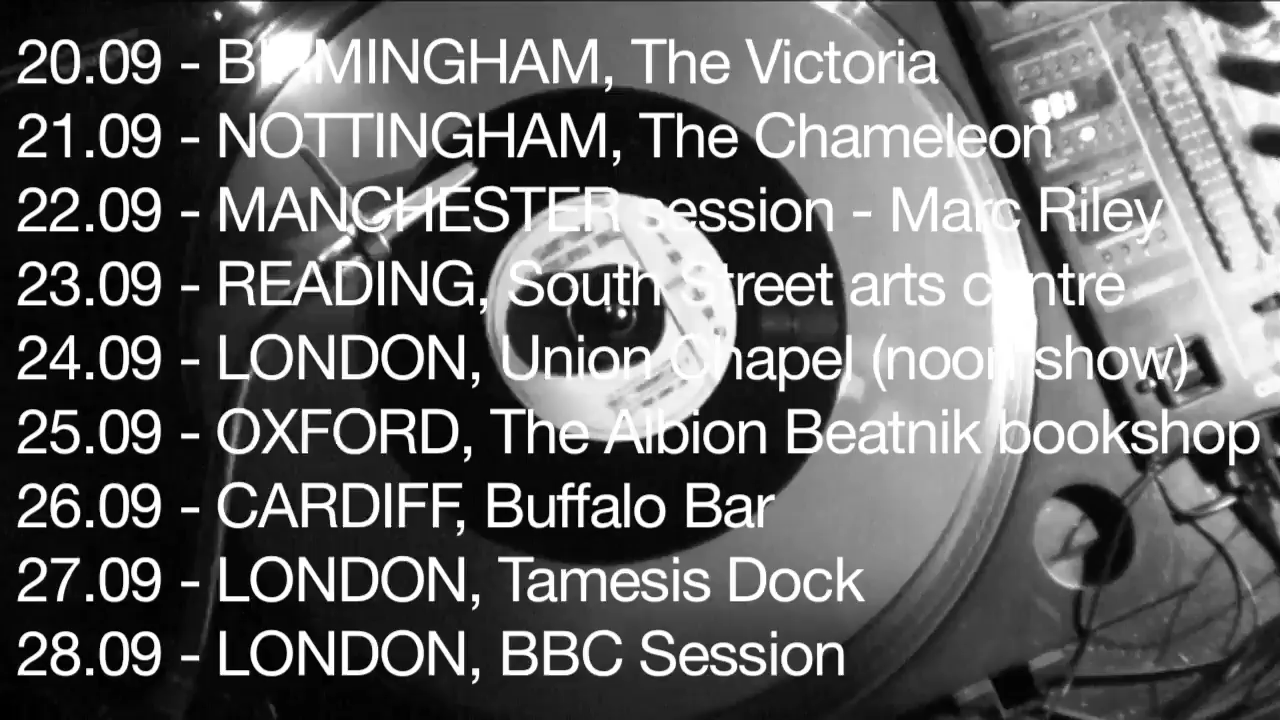 20.09 - BIRMINGHAM, The Victoria
21.09 - NOTTINGHAM, The Chameleon
22.09 - MANCHESTER session - Marc Riley
23.09 - READING, South Street arts centre
24.09 - LONDON, Union Chapel (noon show)
25.09 - OXFORD, The Albion Beatnik bookshop
26.09 - CARDIFF, Buffalo Bar
27.09 - LONDON, Tamesis Dock
28.09 - LONDON, BBC Session